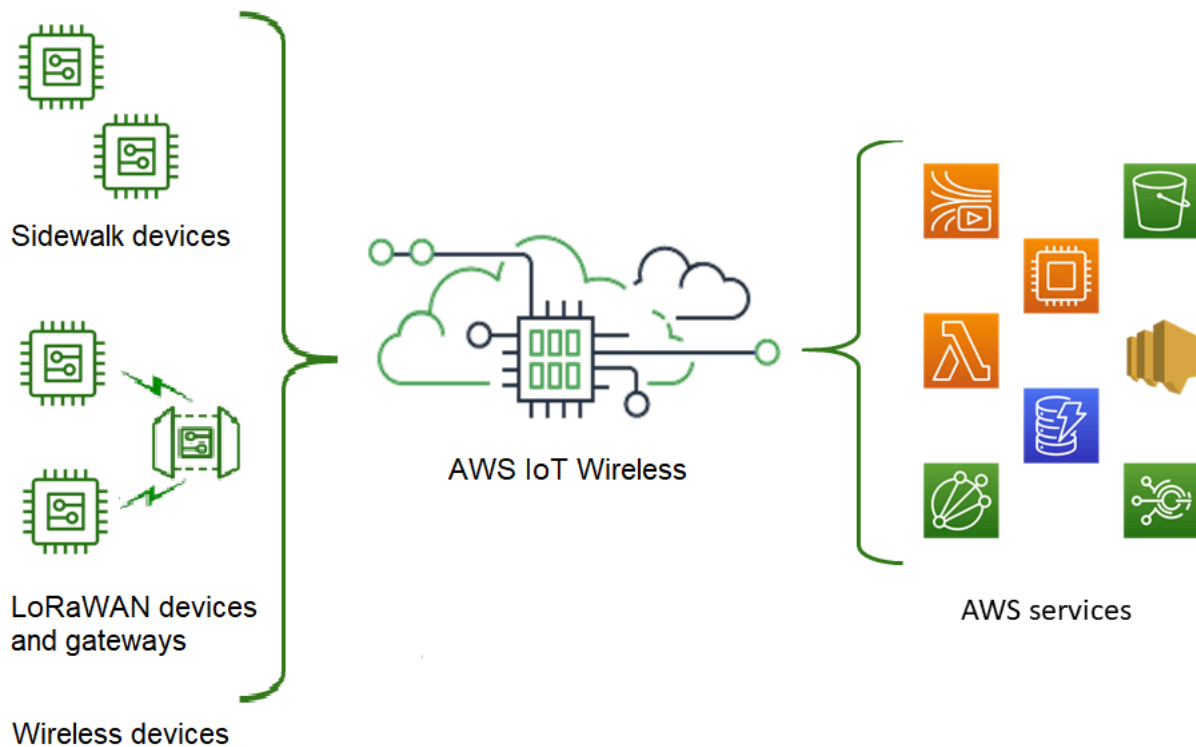 Sidewalk devices
AWS IoT Wireless
LoRaWAN devices
and gateways
AWS services
Wireless devices